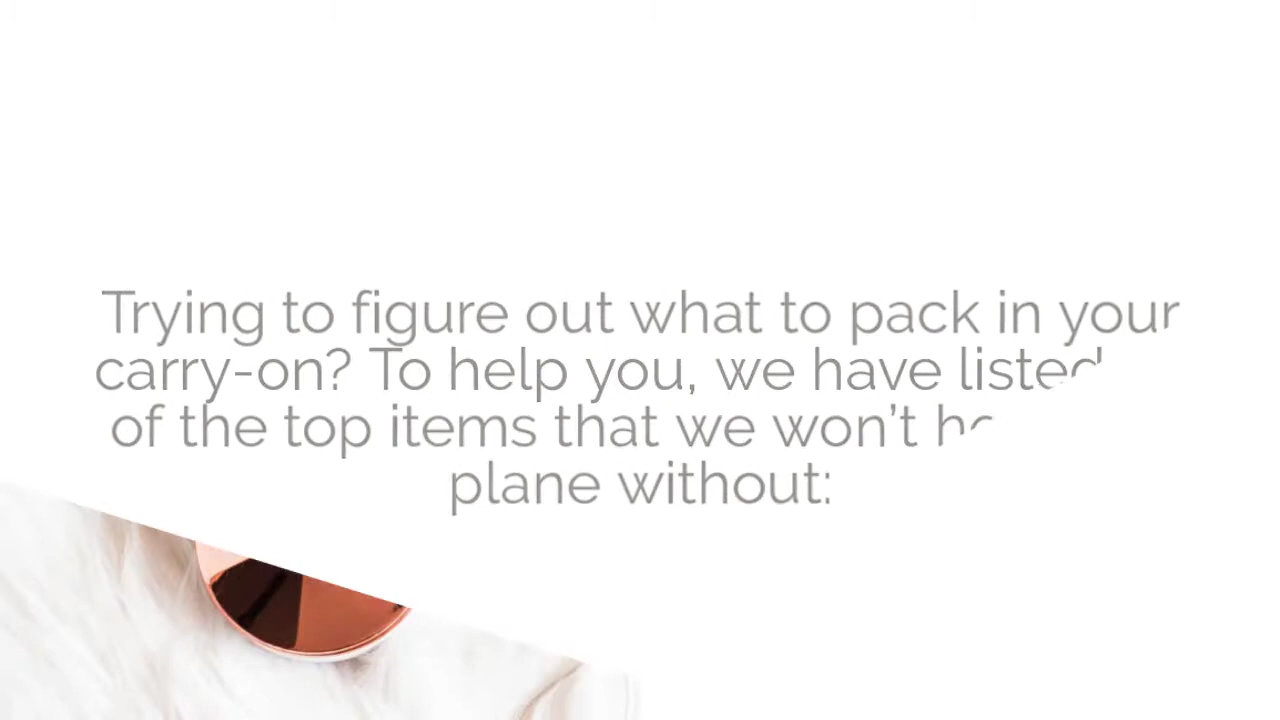 Trying to figure out what to pack in your
carry-on? To help you, we have listed
of the top items that we won't
plane without: